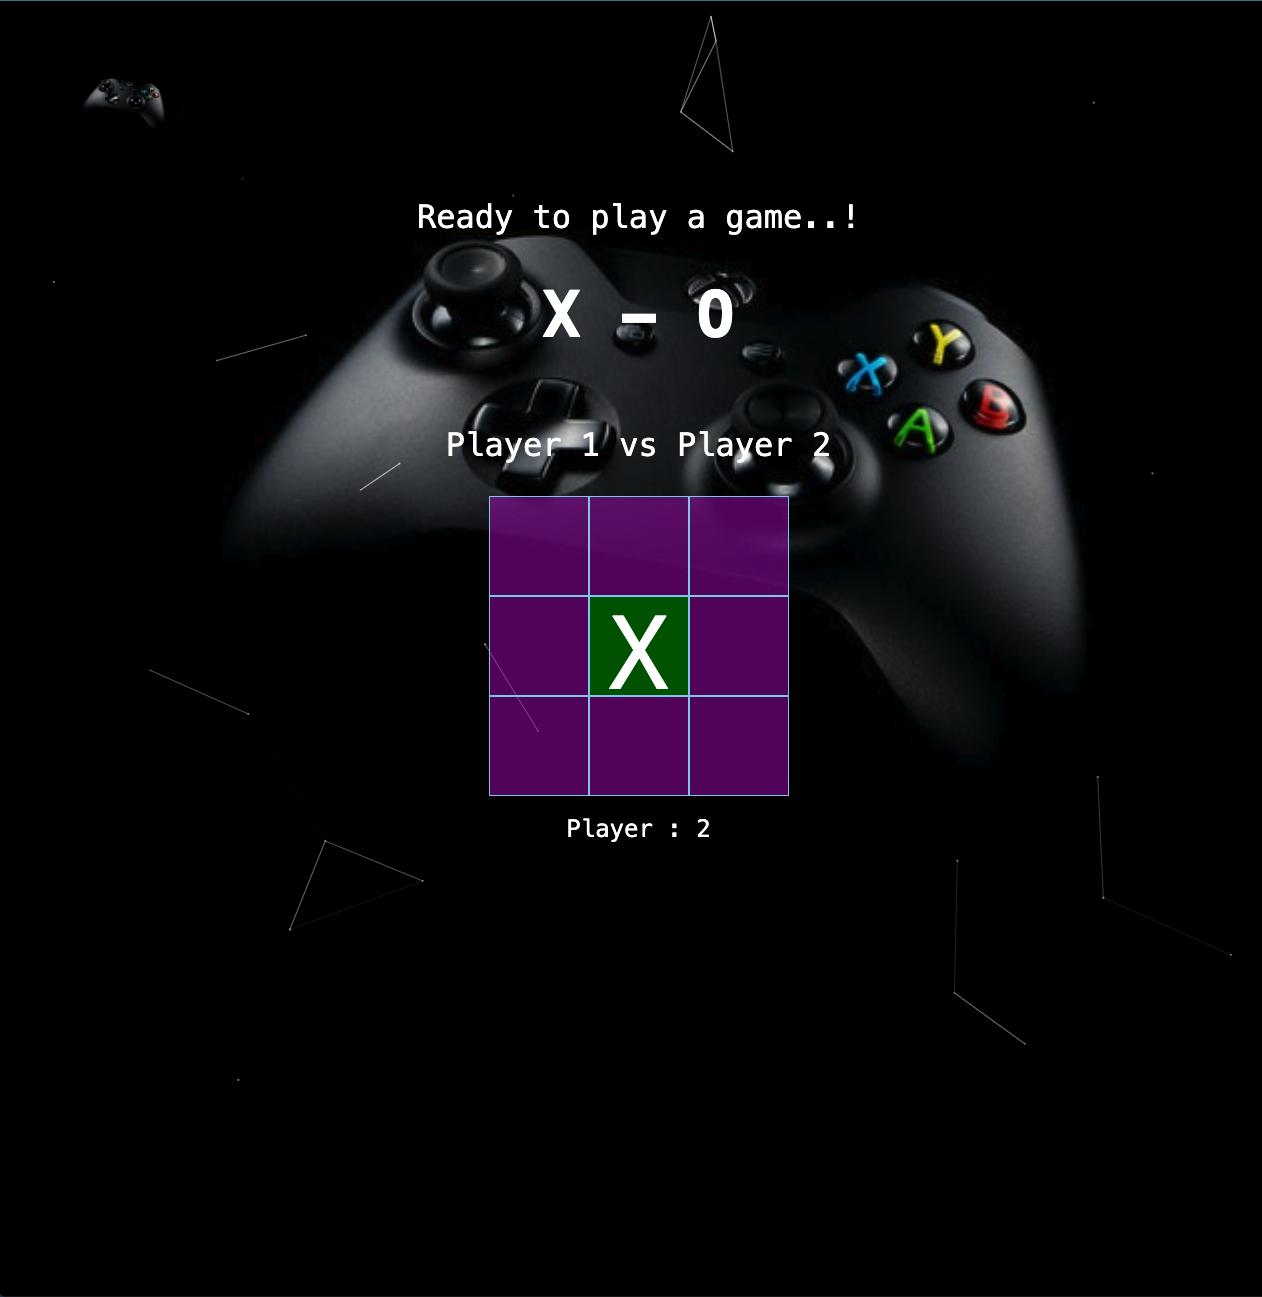 Ready to play a game..!
X – O
Y
X
B
A
Player 1 vs Player 2
X
Player : 2